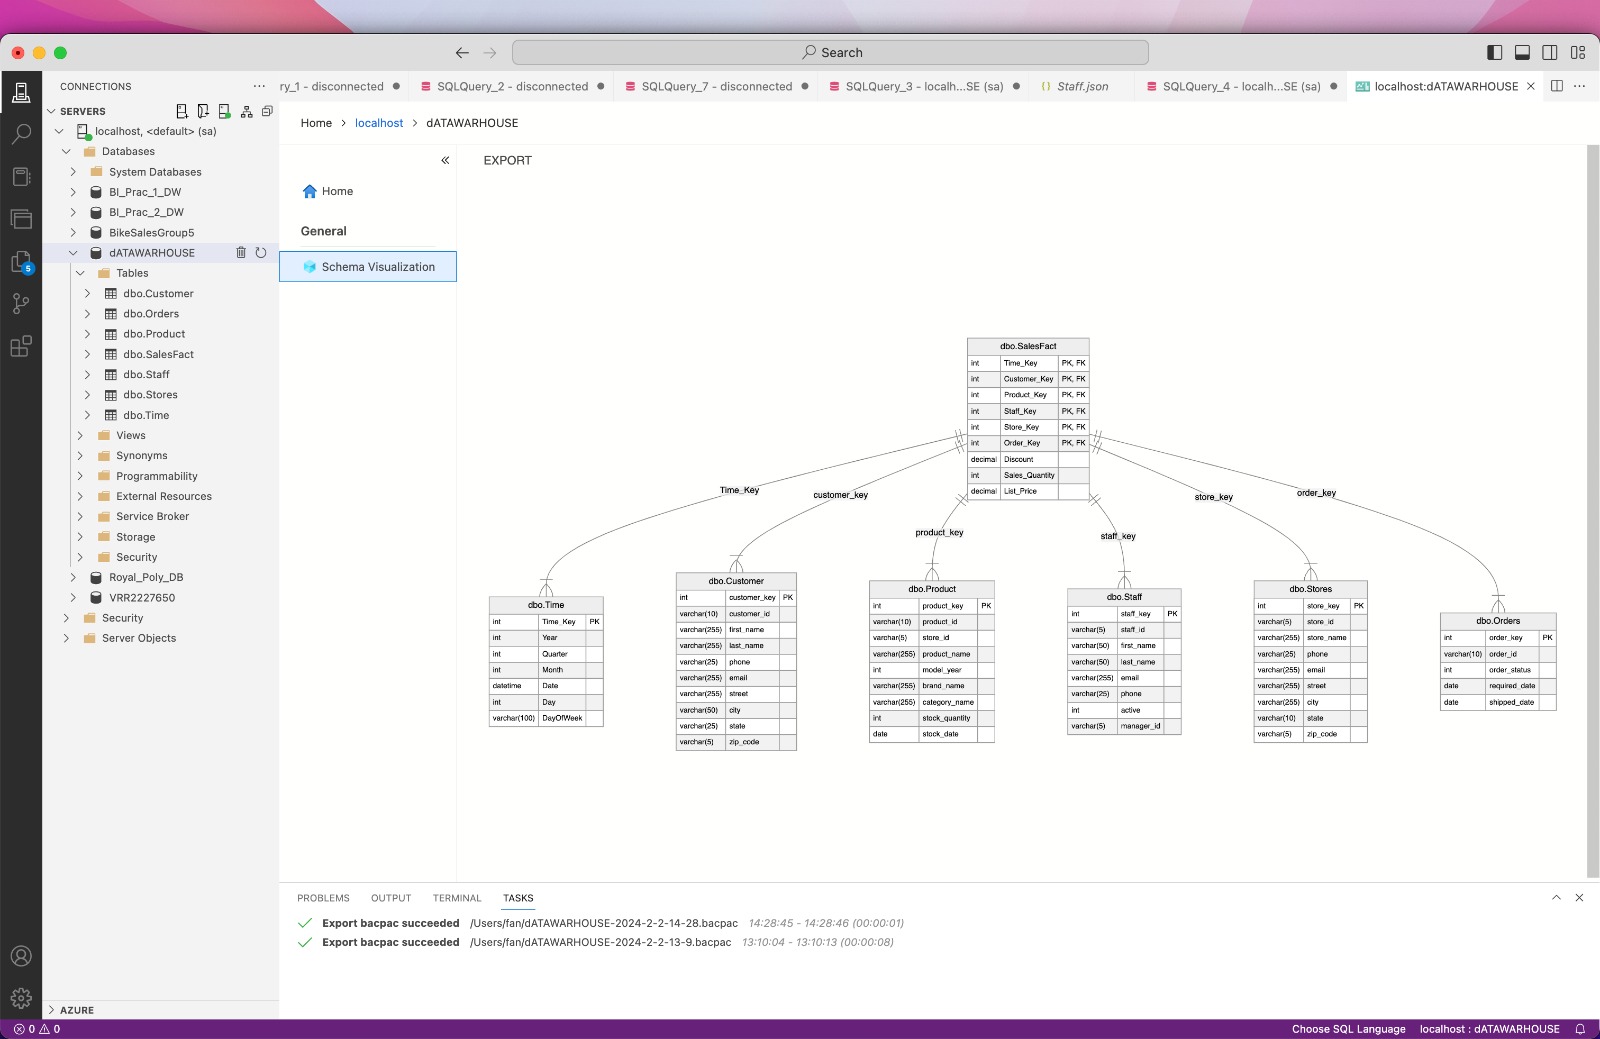 Search
CONNECTIONS
ry_1 - disconnected
SQLQuery_2 - disconnected
SQLQuery_7 - disconnected
SQLQuery_3 - localh...SE (sa)
Staff.json
SQLQuery_4 - localh...SE (sa)
localhost:dATAWARHOUSE
SERVERS
localhost, <default> (sa)
Databases
System Databases
BI_Prac_1_DW
BI_Prac_2_DW
BikeSalesGroup5
dATAWARHOUSE
Tables
dbo.Customer
dbo.Orders
dbo.Product
dbo.SalesFact
dbo.Staff
dbo.Stores
dbo.Time
Views
Synonyms
Programmability
External Resources
Service Broker
Storage
Security
Royal_Poly_DB
VRR2227650
Security
Server Objects
AZURE
5
Home > localhost > dATAWARHOUSE
EXPORT
Home
General
Schema Visualization
dbo.SalesFact
int Time_Key PK, FK
int Customer_Key PK, FK
int Product_Key PK, FK
int Staff_Key PK, FK
int Store_Key PK, FK
int Order_Key PK, FK
decimal Discount
int Sales_Quantity
decimal List_Price
Time_Key
customer_key
product_key
staff_key
store_key
order_key
dbo.Time
int Time_Key PK
int Year
int Quarter
int Month
datetime Date
int Day
varchar(100) DayOfWeek
dbo.Customer
int customer_key PK
varchar(10) customer_id
varchar(255) first_name
varchar(255) last_name
varchar(25) phone
varchar(255) email
varchar(255) street
varchar(50) city
varchar(25) state
varchar(5) zip_code
dbo.Product
int product_key PK
varchar(10) product_id
varchar(5) store_id
varchar(255) product_name
int model_year
varchar(255) brand_name
varchar(255) category_name
int stock_quantity
date stock_date
dbo.Staff
int staff_key PK
varchar(5) staff_id
varchar(50) first_name
varchar(50) last_name
varchar(255) email
varchar(25) phone
int active
varchar(5) manager_id
dbo.Stores
int store_key PK
varchar(5) store_id
varchar(255) store_name
varchar(25) phone
varchar(255) email
varchar(255) street
varchar(255) city
varchar(10) state
varchar(5) zip_code
dbo.Orders
int order_key PK
varchar(10) order_id
int order_status
date required_date
date shipped_date
PROBLEMS OUTPUT TERMINAL TASKS
Export bacpac succeeded /Users/fan/dATAWARHOUSE-2024-2-2-14-28.bacpac 14:28:45 - 14:28:46 (00:00:01)
Export bacpac succeeded /Users/fan/dATAWARHOUSE-2024-2-2-13-9.bacpac 13:10:04 - 13:10:13 (00:00:08)
0 0
Choose SQL Language
localhost : dATAWARHOUSE